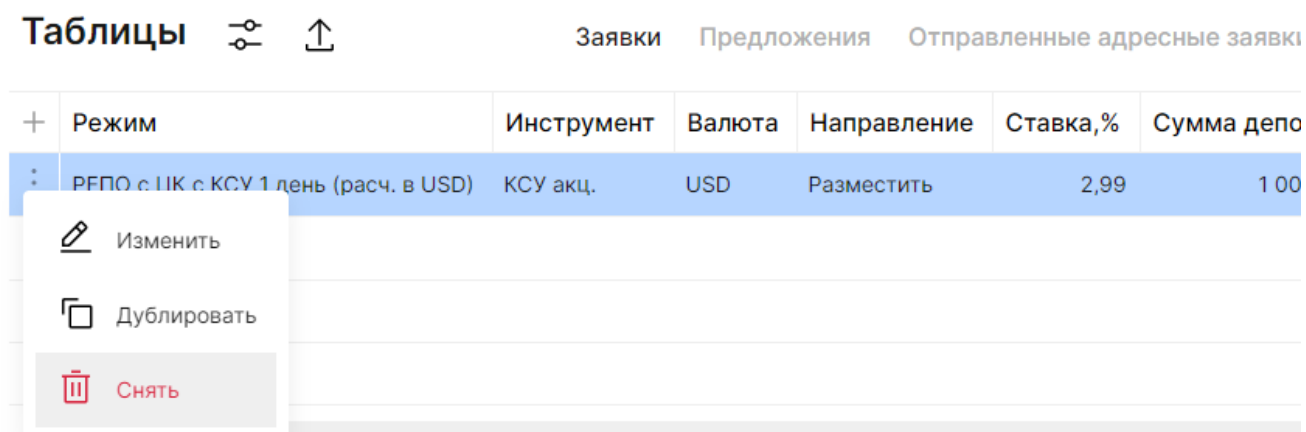 Таблицы Заявки Предложения Отправленные адресные заявки
Режим Инструмент Валюта Направление Ставка,% Сумма депо
РЕПО с ЦК с КСУ 1 день (расч. в USD) КСУ акц. USD Разместить 2,99 1 00
Изменить
Дублировать
Снять